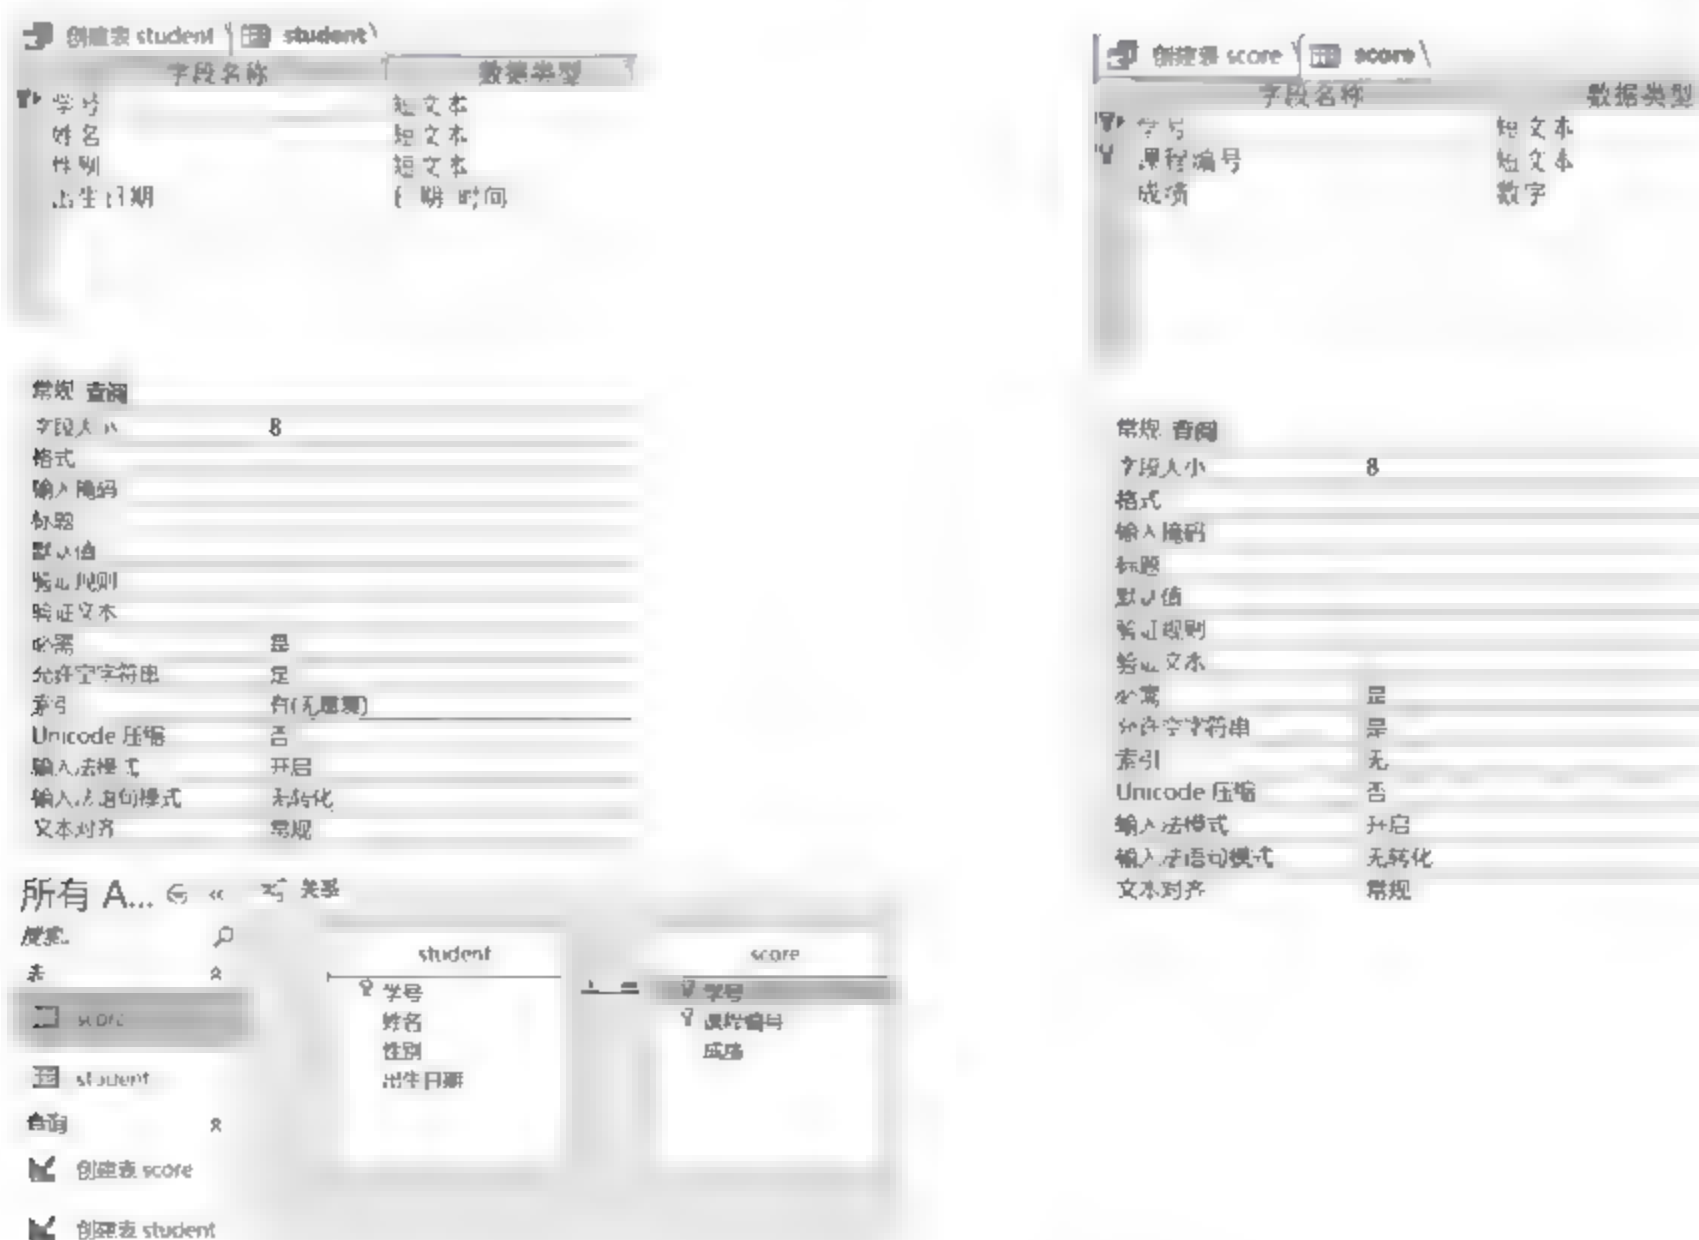 创建表 student student
字段名称 数据类型
学号 短文本
姓名 短文本
性别 短文本
出生日期 日期/时间
常规 查阅
字段大小 8
格式
输入掩码
标题
默认值
验证规则
验证文本
必需 是
允许空字符串 是
索引 有(无重复)
Unicode 压缩 否
输入法模式 开启
输入法语句模式 无转化
文本对齐 常规
创建表 score score
字段名称 数据类型
学号 短文本
课程编号 短文本
成绩 数字
常规 查阅
字段大小 8
格式
输入掩码
标题
默认值
验证规则
验证文本
必需 是
允许空字符串 是
索引 无
Unicode 压缩 否
输入法模式 开启
输入法语句模式 无转化
文本对齐 常规
所有 A... « 关系
搜索..
表
score
student
查询
创建表 score
创建表 student
student
学号
姓名
性别
出生日期
score
学号
课程编号
成绩